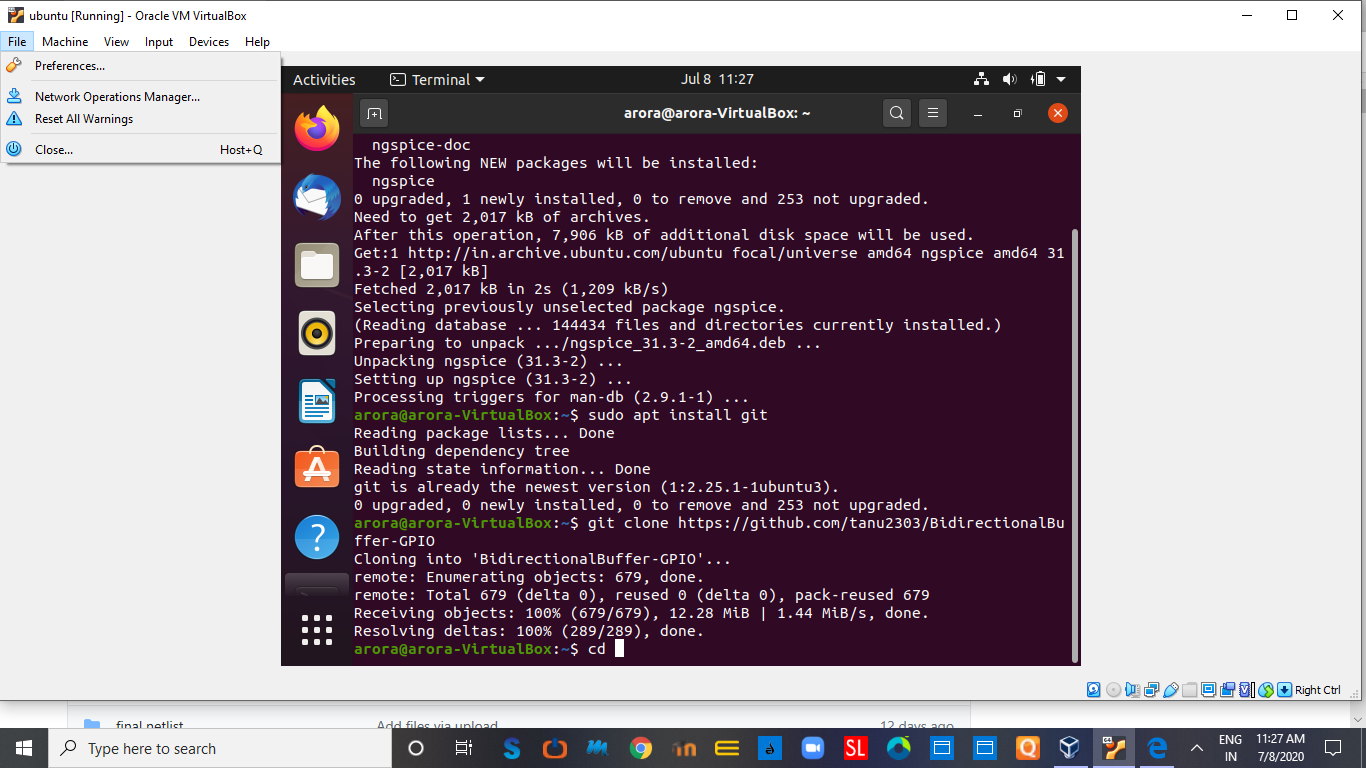 ubuntu [Running] - Oracle VM VirtualBox
File Machine View Input Devices Help
Preferences...
Network Operations Manager...
Reset All Warnings
Close... Host+Q
Activities Terminal Jul 8 11:27
arora@arora-VirtualBox: ~
ngspice-doc
The following NEW packages will be installed:
ngspice
0 upgraded, 1 newly installed, 0 to remove and 253 not upgraded.
Need to get 2,017 kB of archives.
After this operation, 7,906 kB of additional disk space will be used.
Get:1 http://in.archive.ubuntu.com/ubuntu focal/universe amd64 ngspice amd64 31
.3-2 [2,017 kB]
Fetched 2,017 kB in 2s (1,209 kB/s)
Selecting previously unselected package ngspice.
(Reading database ... 144434 files and directories currently installed.)
Preparing to unpack .../ngspice_31.3-2_amd64.deb ...
Unpacking ngspice (31.3-2) ...
Setting up ngspice (31.3-2) ...
Processing triggers for man-db (2.9.1-1) ...
arora@arora-VirtualBox:~$ sudo apt install git
Reading package lists... Done
Building dependency tree
Reading state information... Done
git is already the newest version (1:2.25.1-1ubuntu3).
0 upgraded, 0 newly installed, 0 to remove and 253 not upgraded.
arora@arora-VirtualBox:~$ git clone https://github.com/tanu2303/BidirectionalBu
ffer-GPIO
Cloning into 'BidirectionalBuffer-GPIO'...
remote: Enumerating objects: 679, done.
remote: Total 679 (delta 0), reused 0 (delta 0), pack-reused 679
Receiving objects: 100% (679/679), 12.28 MiB | 1.44 MiB/s, done.
Resolving deltas: 100% (289/289), done.
arora@arora-VirtualBox:~$ cd
Right Ctrl
final netlist Add files via upload 12 days ago
Type here to search
SL
ENG
IN
11:27 AM
7/8/2020